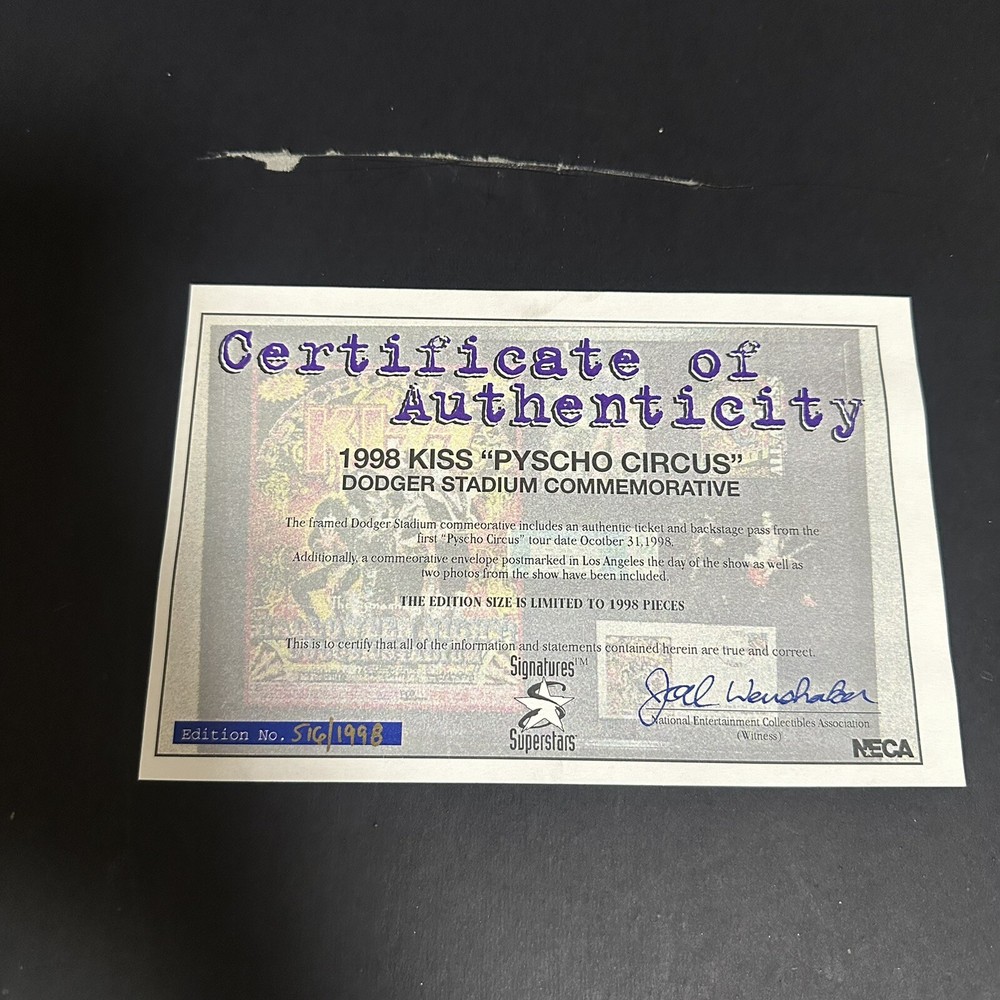 Certificate of
Authenticity
1998 KISS “PYSCHO CIRCUS”
DODGER STADIUM COMMEMORATIVE
The framed Dodger Stadium commeorative includes an authentic ticket and backstage pass from the
first “Pyscho Circus” tour date Ocotber 31,1998.
Additionally, a commeorative envelope postmarked in Los Angeles the day of the show as well as
two photos from the show have been included.
THE EDITION SIZE IS LIMITED TO 1998 PIECES
This is to certify that all of the information and statements contained herein are true and correct.
Signatures™
Superstars
National Entertainment Collectibles Association
(Witness)
NECA
Edition No. 516/1998
KISS